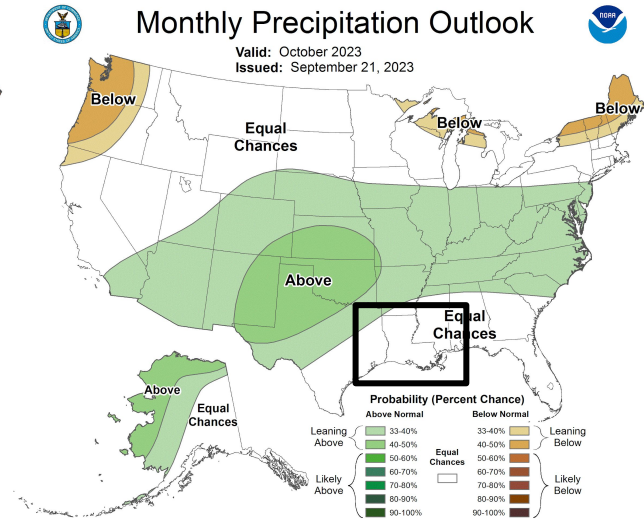 Monthly Precipitation Outlook
NOAA
Valid: October 2023
Issued: September 21, 2023
Below
Equal
Chances
Below
Below
Above
Equal
Chances
Above
Equal
Chances
Probability (Percent Chance)
Above Normal Below Normal
Leaning
Above
33-40%
40-50%
Likely
Above
50-60%
60-70%
70-80%
80-90%
90-100%
Equal
Chances
33-40%
40-50%
Leaning
Below
50-60%
60-70%
70-80%
80-90%
90-100%
Likely
Below